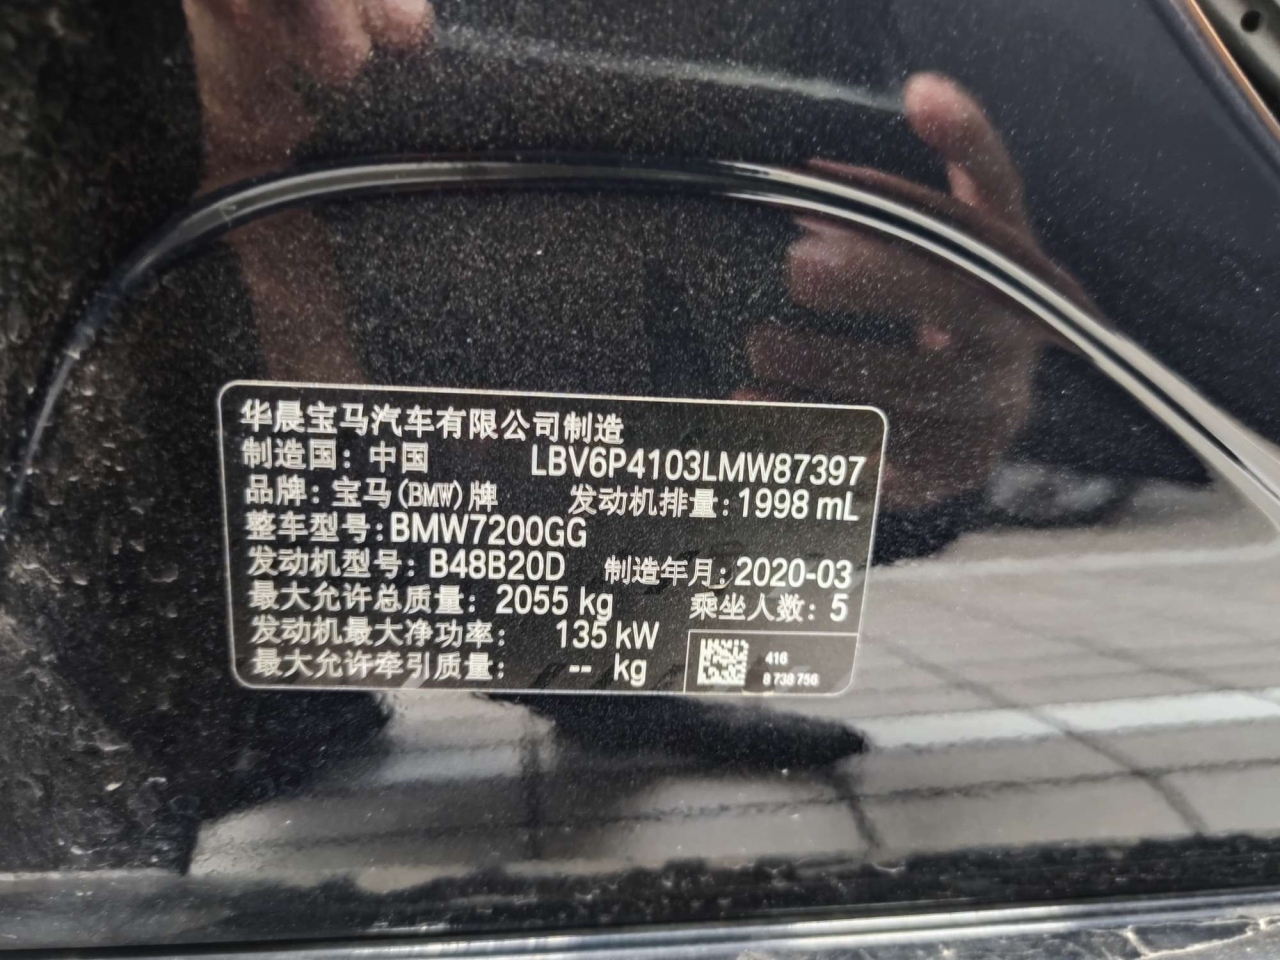 华晨宝马汽车有限公司制造
制造国：中国 LBV6P4103LMW87397
品牌：宝马(BMW)牌 发动机排量：1998 mL
整车型号:BMW7200GG
发动机型号：B48B20D 制造年月：2020-03
最大允许总质量：2055 kg 乘坐人数：5
发动机最大净功率：135 kW
最大允许牵引质量：-- kg
416
8 738 756